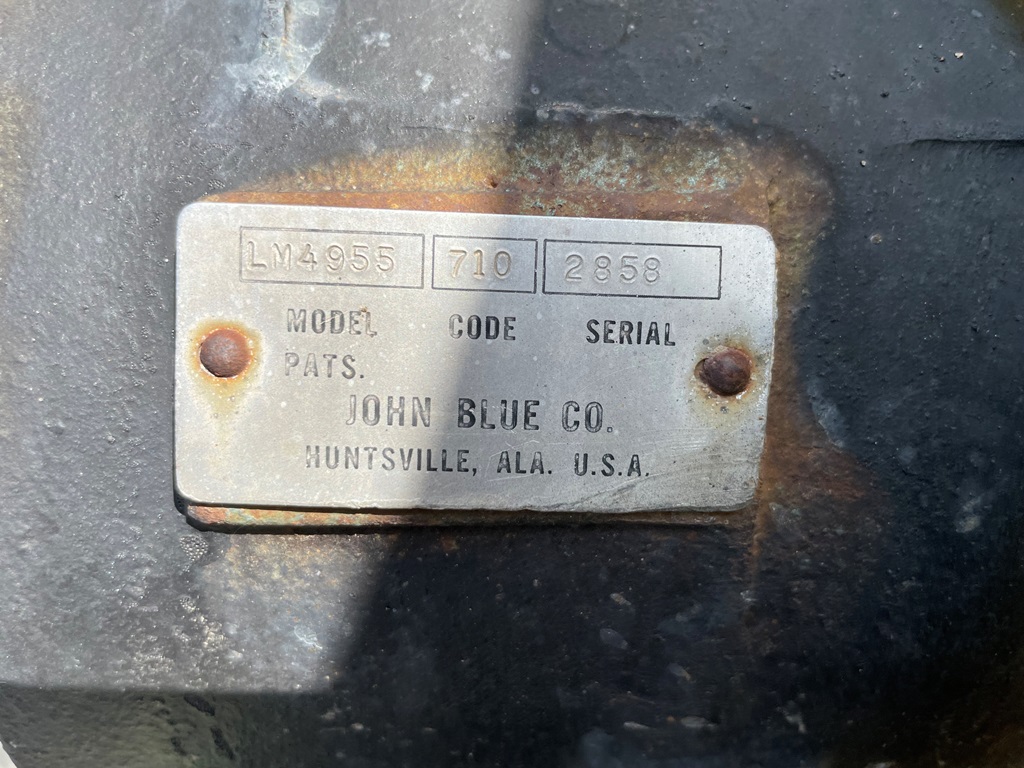 LM4955 710 2858
MODEL CODE SERIAL
PATS.
JOHN BLUE CO.
HUNTSVILLE, ALA. U.S.A.